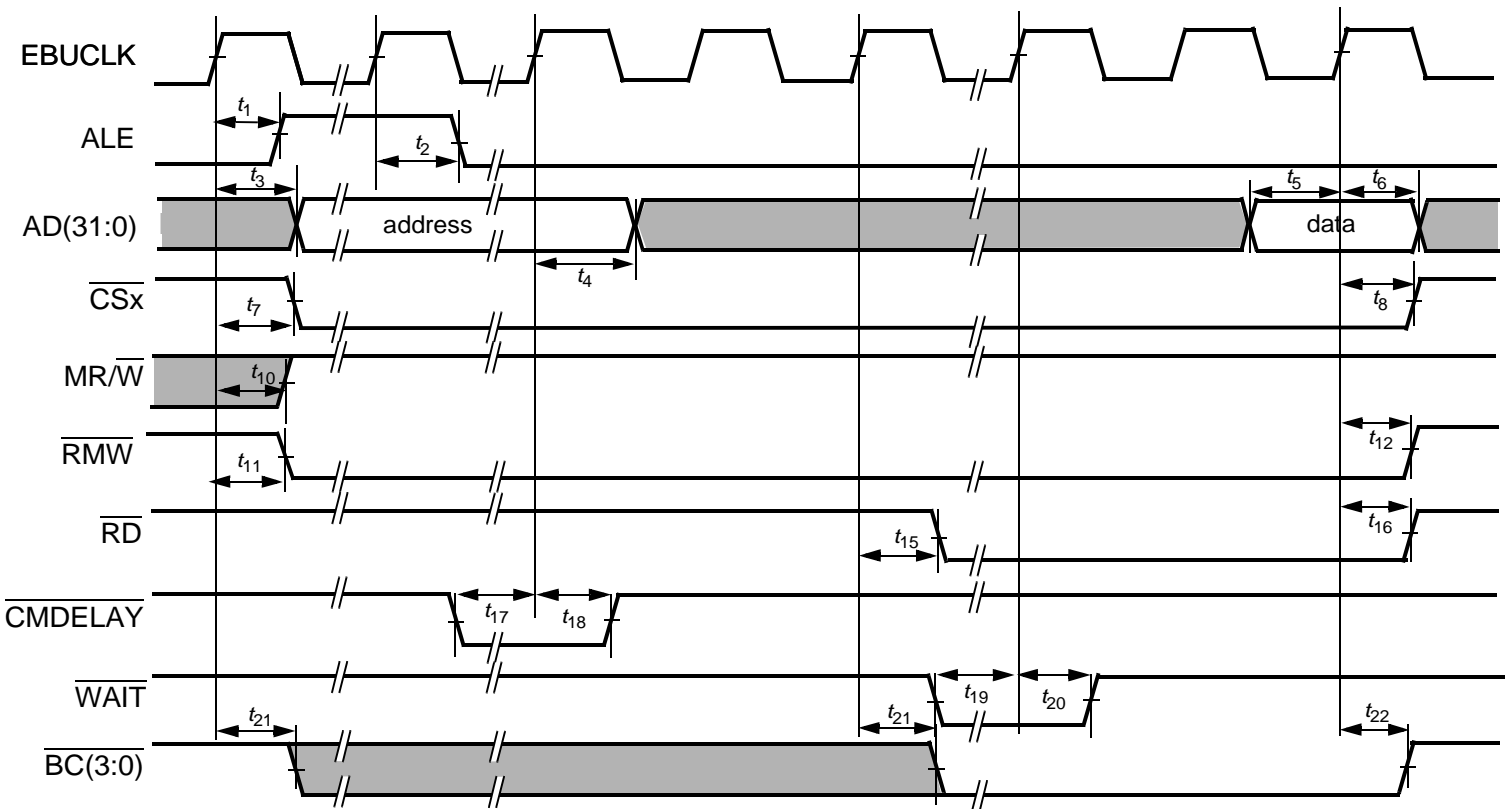 EBUCLK
t1
ALE
t2
t3
t5
t6
AD(31:0)
address
data
t4
CSx
t7
t8
MR/W
t10
RMW
t11
t12
RD
t15
t16
CMDELAY
t17
t18
WAIT
t19
t20
t21
t21
t22
BC(3:0)